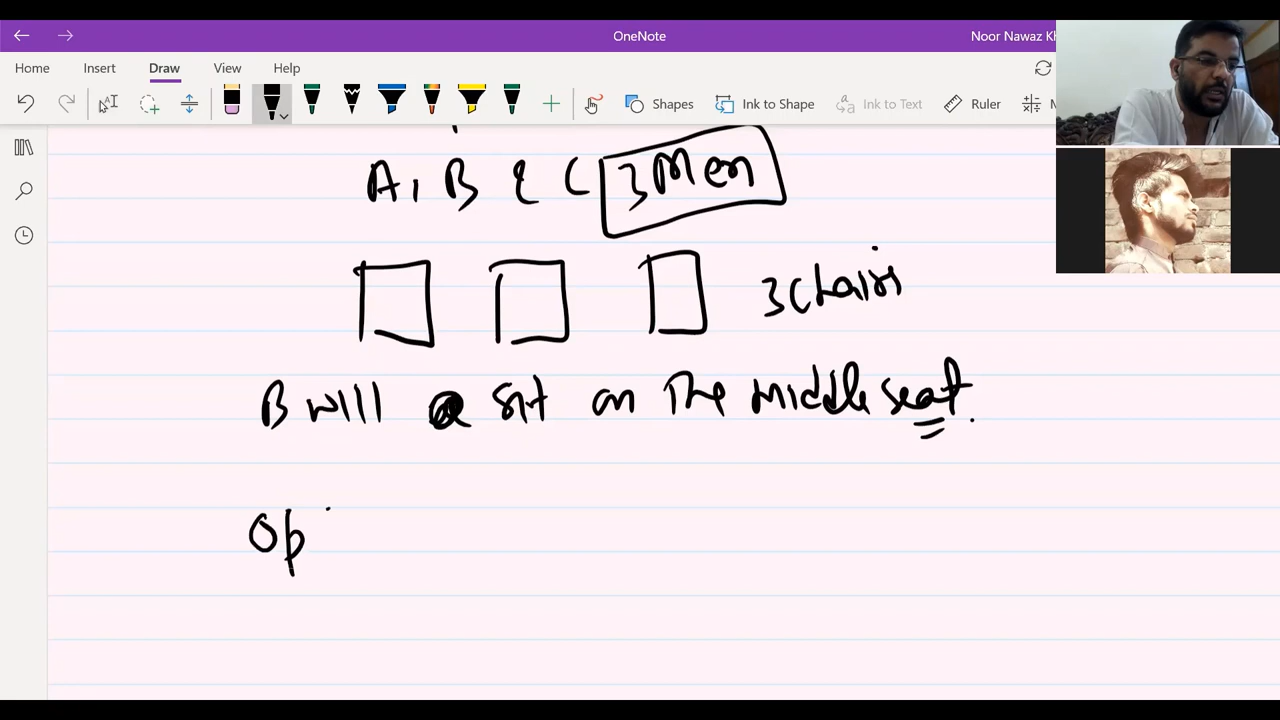 OneNote
Noor Nawaz Kh
Home Insert Draw View Help
Shapes Ink to Shape Ink to Text Ruler M
A, B & C 3 Men
3 Chairs
B will sit on The middle seat.
Op